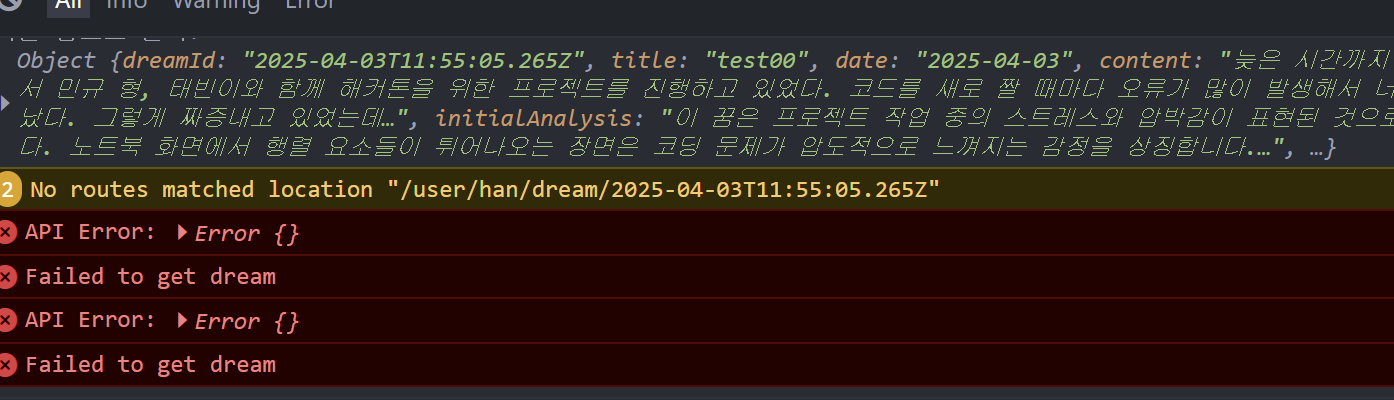 All Info Warning Error
Object {dreamId: "2025-04-03T11:55:05.265Z", title: "test00", date: "2025-04-03", content: "늦은 시간까지
서 민규 형, 태빈이와 함께 해커톤을 위한 프로젝트를 진행하고 있었다. 코드를 새로 짤 때마다 오류가 많이 발생해서
났다. 그렇게 짜증내고 있었는데…", initialAnalysis: "이 꿈은 프로젝트 작업 중의 스트레스와 압박감이 표현된 것으로
다. 노트북 화면에서 행렬 요소들이 튀어나오는 장면은 코딩 문제가 압도적으로 느껴지는 감정을 상징합니다.…", …}
2 No routes matched location "/user/han/dream/2025-04-03T11:55:05.265Z"
API Error: Error {}
Failed to get dream
API Error: Error {}
Failed to get dream